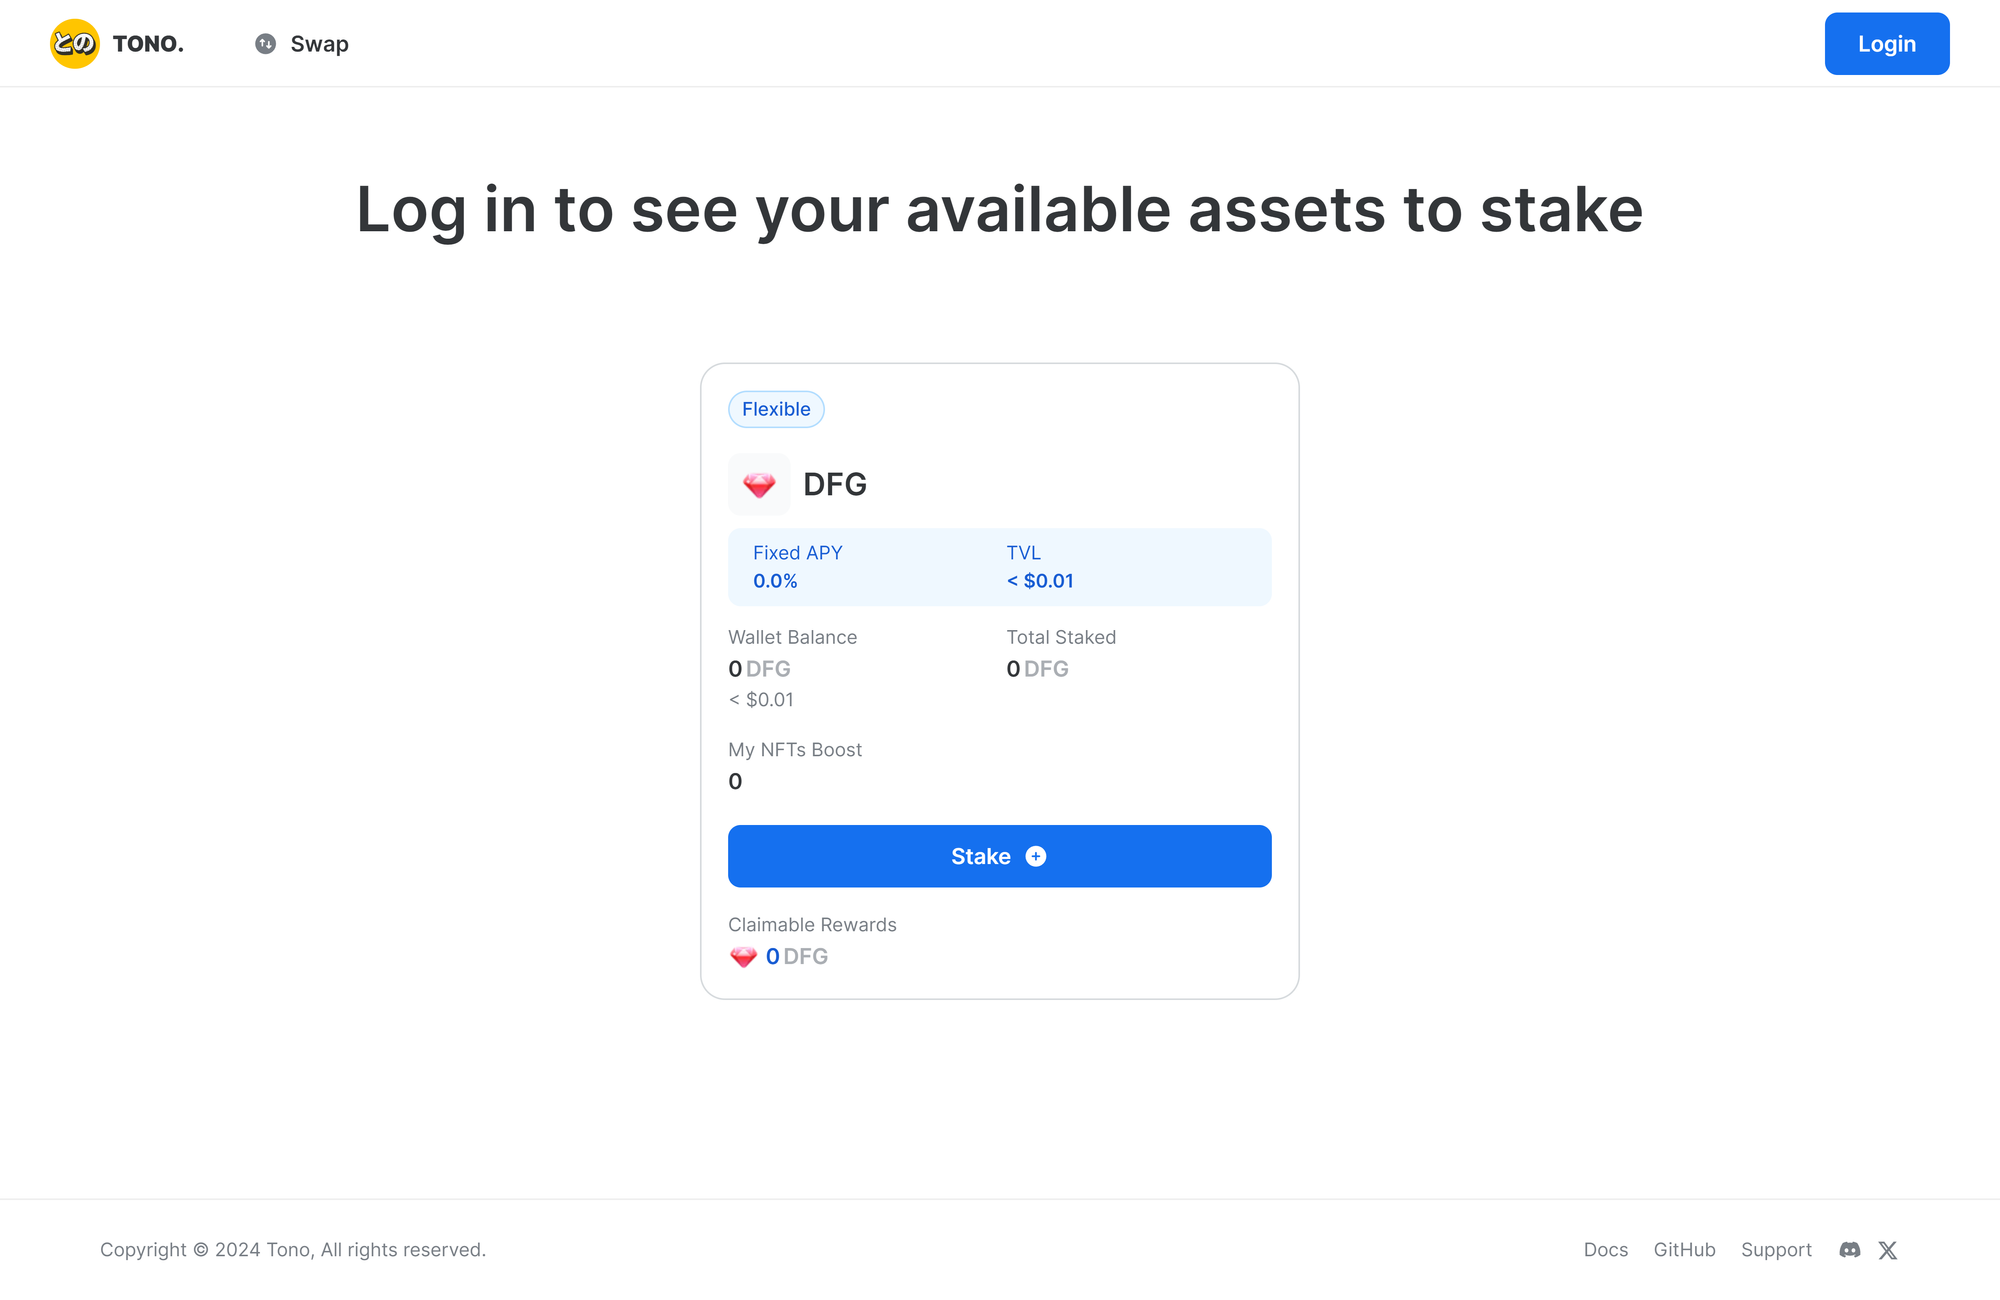 との TONO.
Swap
Login
Log in to see your available assets to stake
Flexible
DFG
Fixed APY
TVL
0.0%
< $0.01
Wallet Balance
Total Staked
0 DFG
0 DFG
< $0.01
My NFTs Boost
0
Stake
Claimable Rewards
0 DFG
Copyright © 2024 Tono, All rights reserved.
Docs
GitHub
Support